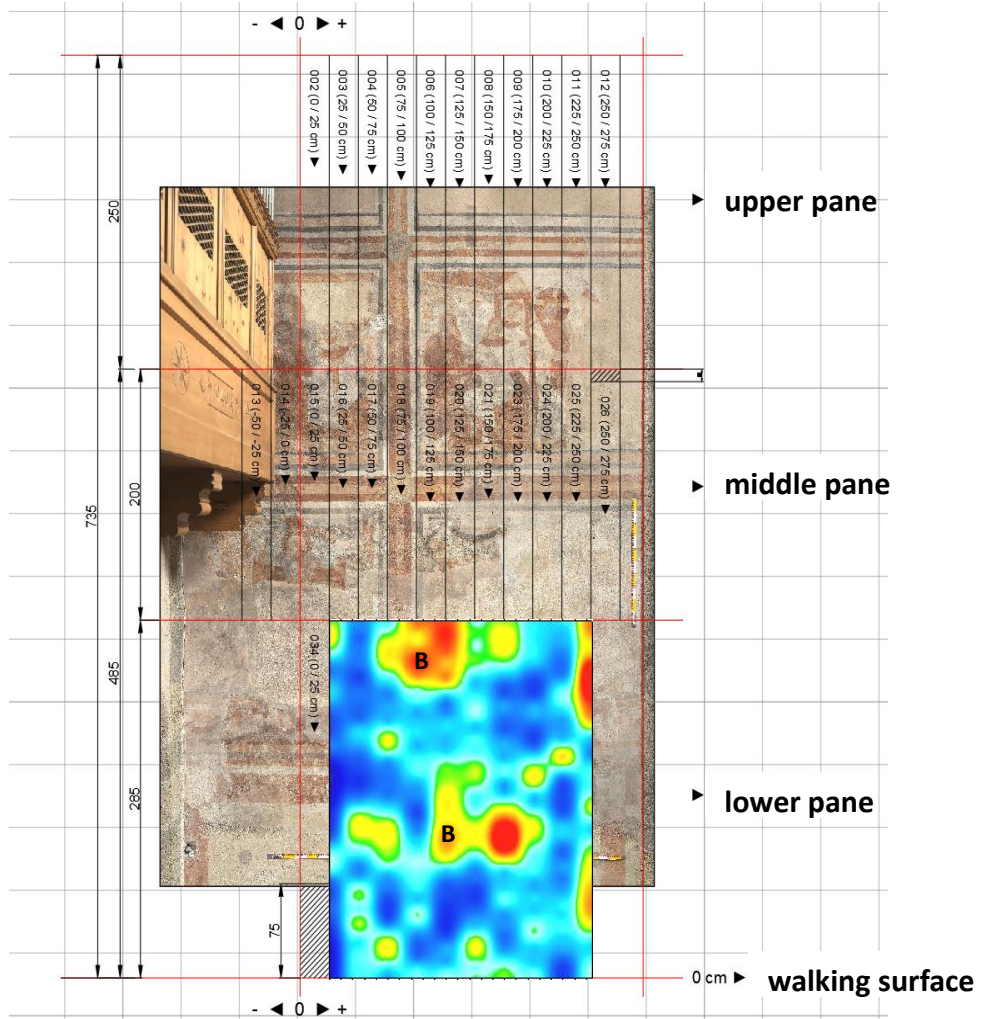 - ◄ 0 ► +
002 (0 / 25 cm) ►
003 (25 / 50 cm) ►
004 (50 / 75 cm) ►
005 (75 / 100 cm) ►
006 (100 / 125 cm) ►
007 (125 / 150 cm) ►
008 (150 /175 cm) ►
009 (175 / 200 cm) ►
010 (200 / 225 cm) ►
011 (225 / 250 cm) ►
012 (250 / 275 cm) ►
► upper pane
250
013 (-50 / -25 cm) ►
014 (-25 / 0 cm) ►
015 (0 / 25 cm) ►
016 (25 / 50 cm) ►
017 (50 / 75 cm) ►
018 (75 / 100 cm) ►
019 (100 / 125 cm) ►
020 (125 / 150 cm) ►
021 (150/175 cm) ►
023 (175 / 200 cm) ►
024 (200 / 225 cm) ►
025 (225 / 250 cm) ►
026 (250 / 275 cm) ►
► middle pane
200
735
485
034 (0 / 25 cm) ►
B
285
► lower pane
B
75
0 cm ► walking surface
- ◄ 0 ► +